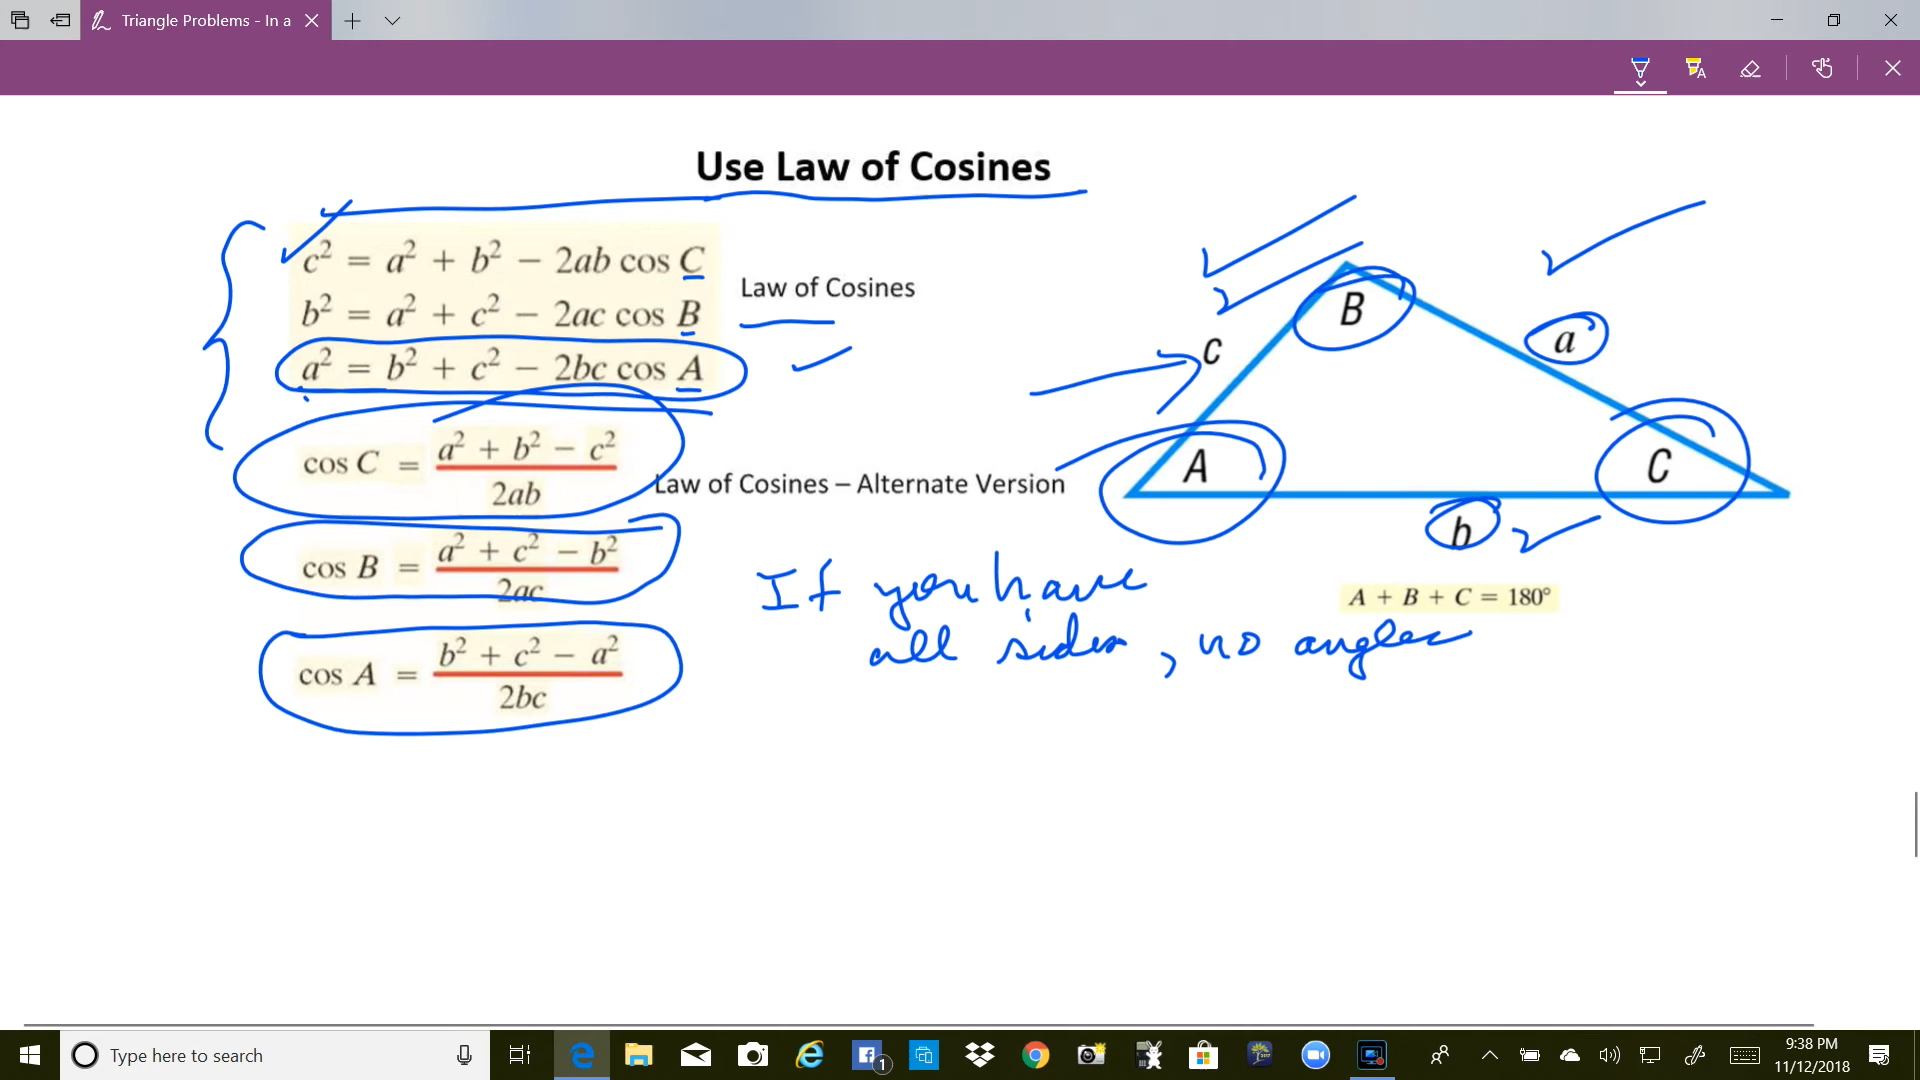 Triangle Problems - In a
Use Law of Cosines
c² = a² + b² − 2ab cos C
b² = a² + c² − 2ac cos B
a² = b² + c² − 2bc cos A
Law of Cosines
cos C = (a² + b² − c²) / 2ab
Law of Cosines – Alternate Version
cos B = (a² + c² − b²) / 2ac
cos A = (b² + c² − a²) / 2bc
B
a
c
A
C
b
A + B + C = 180°
If you have
all sides, no angles
Type here to search
1
9:38 PM
11/12/2018